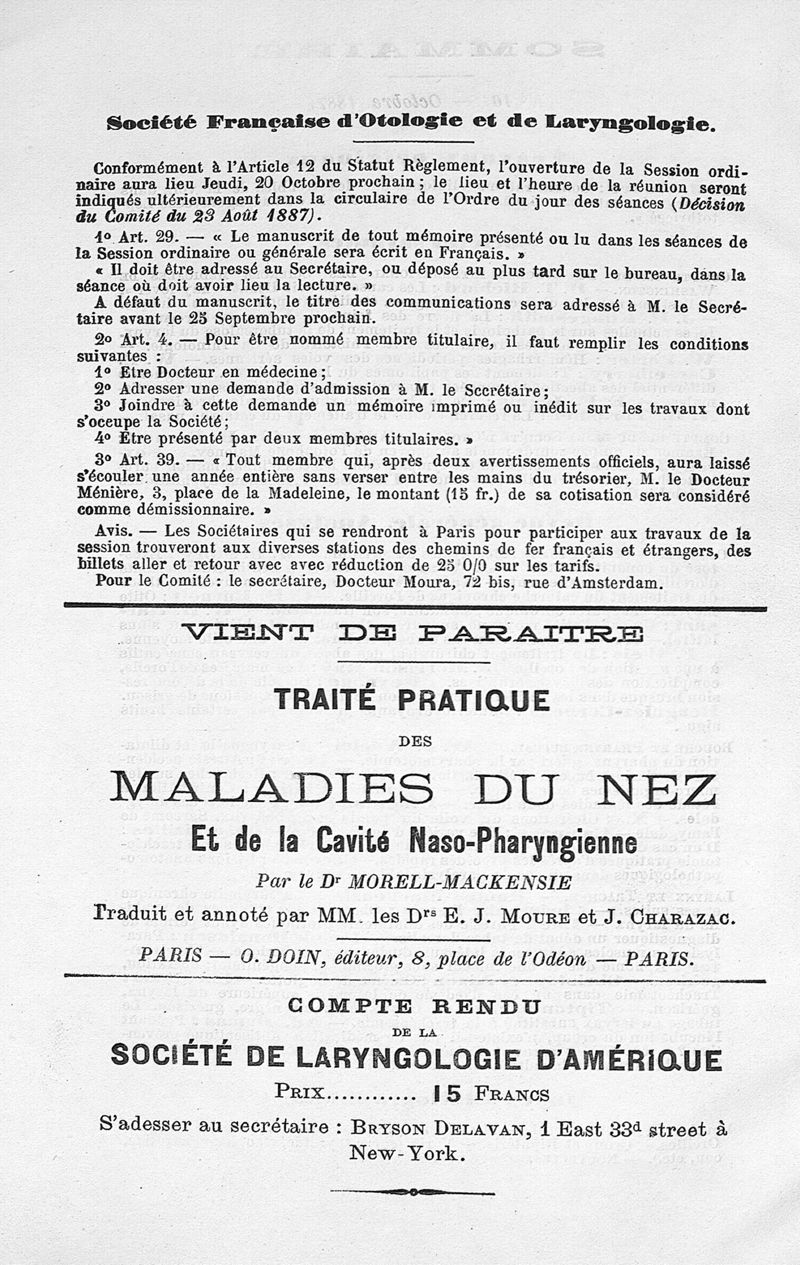 Société Française d'Otologie et de Laryngologie.
Conformément à l'Article 12 du Statut Règlement, l'ouverture de la Session ordi-
naire aura lieu Jeudi, 20 Octobre prochain ; le lieu et l'heure de la réunion seront
indiqués ultérieurement dans la circulaire de l'Ordre du jour des séances (Décision
du Comité du 23 Août 1887).
1º Art. 29. — « Le manuscrit de tout mémoire présenté ou lu dans les séances de
la Session ordinaire ou générale sera écrit en Français. »
« Il doit être adressé au Secrétaire, ou déposé au plus tard sur le bureau, dans la
séance où doit avoir lieu la lecture. »
A défaut du manuscrit, le titre des communications sera adressé à M. le Secré-
taire avant le 25 Septembre prochain.
2º Art. 4. — Pour être nommé membre titulaire, il faut remplir les conditions
suivantes :
1º Etre Docteur en médecine ;
2º Adresser une demande d'admission à M. le Secrétaire ;
3º Joindre à cette demande un mémoire imprimé ou inédit sur les travaux dont
s'oceupe la Société ;
4º Être présenté par deux membres titulaires. »
3º Art. 39. — « Tout membre qui, après deux avertissements officiels, aura laissé
s'écouler une année entière sans verser entre les mains du trésorier, M. le Docteur
Ménière, 3, place de la Madeleine, le montant (15 fr.) de sa cotisation sera considéré
comme démissionnaire. »
Avis. — Les Sociétaires qui se rendront à Paris pour participer aux travaux de la
session trouveront aux diverses stations des chemins de fer français et étrangers, des
billets aller et retour avec avec réduction de 25 0/0 sur les tarifs.
Pour le Comité : le secrétaire, Docteur Moura, 72 bis, rue d'Amsterdam.
VIENT DE PARAITRE
TRAITÉ PRATIQUE
DES
MALADIES DU NEZ
Et de la Cavité Naso-Pharyngienne
Par le Dr MORELL-MACKENSIE
Traduit et annoté par MM. les Drs E. J. MOURE et J. CHARAZAC.
PARIS — O. DOIN, éditeur, 8, place de l'Odéon — PARIS.
COMPTE RENDU
DE LA
SOCIÉTÉ DE LARYNGOLOGIE D'AMÉRIQUE
PRIX............ 15 FRANCS
S'adesser au secrétaire : BRYSON DELAVAN, 1 East 33d street à
New-York.